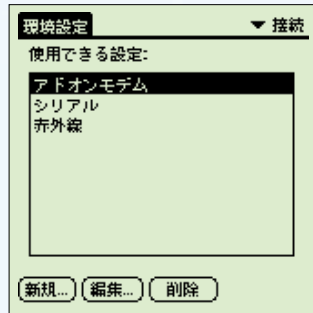 環境設定 ▼ 接続
使用できる設定:
アドオンモデム
シリアル
赤外線
新規... 編集... 削除